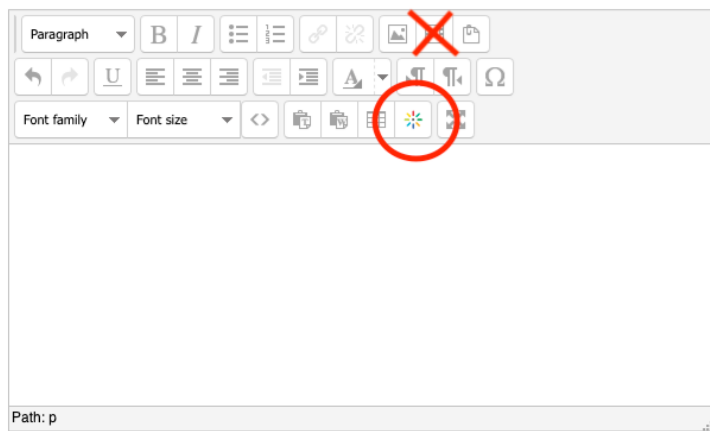 Paragraph
B I
U A Ω
Font family Font size <> T W
Path: p